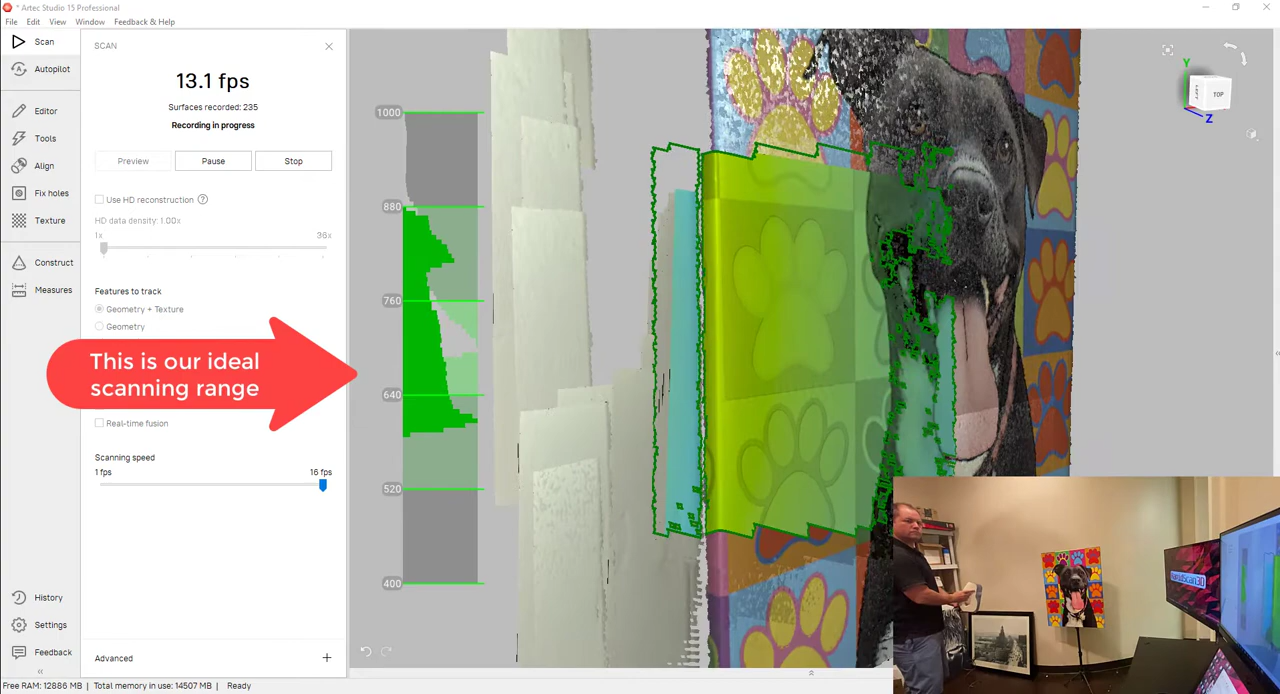 * Artec Studio 15 Professional
File Edit View Window Feedback & Help
Scan
Autopilot
Editor
Tools
Align
Fix holes
Texture
Construct
Measures
History
Settings
Feedback
SCAN
13.1 fps
Surfaces recorded: 235
Recording in progress
Preview Pause Stop
Use HD reconstruction ?
HD data density: 1.00x
1x 36x
Features to track
Geometry + Texture
Geometry
This is our ideal
scanning range
Real-time fusion
Scanning speed
1 fps 16 fps
Advanced +
1000
880
760
640
520
400
Y
LEFT TOP
Z
Free RAM: 12886 MB | Total memory in use: 14507 MB | Ready